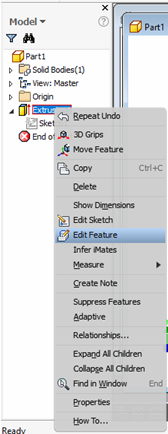 Model
Part1
Solid Bodies(1)
View: Master
Origin
Extru
Sket
End of
Repeat Undo
3D Grips
Move Feature
Copy Ctrl+C
Delete
Show Dimensions
Edit Sketch
Edit Feature
Infer iMates
Measure
Create Note
Suppress Features
Adaptive
Relationships...
Expand All Children
Collapse All Children
Find in Window End
Properties
How To...
Ready